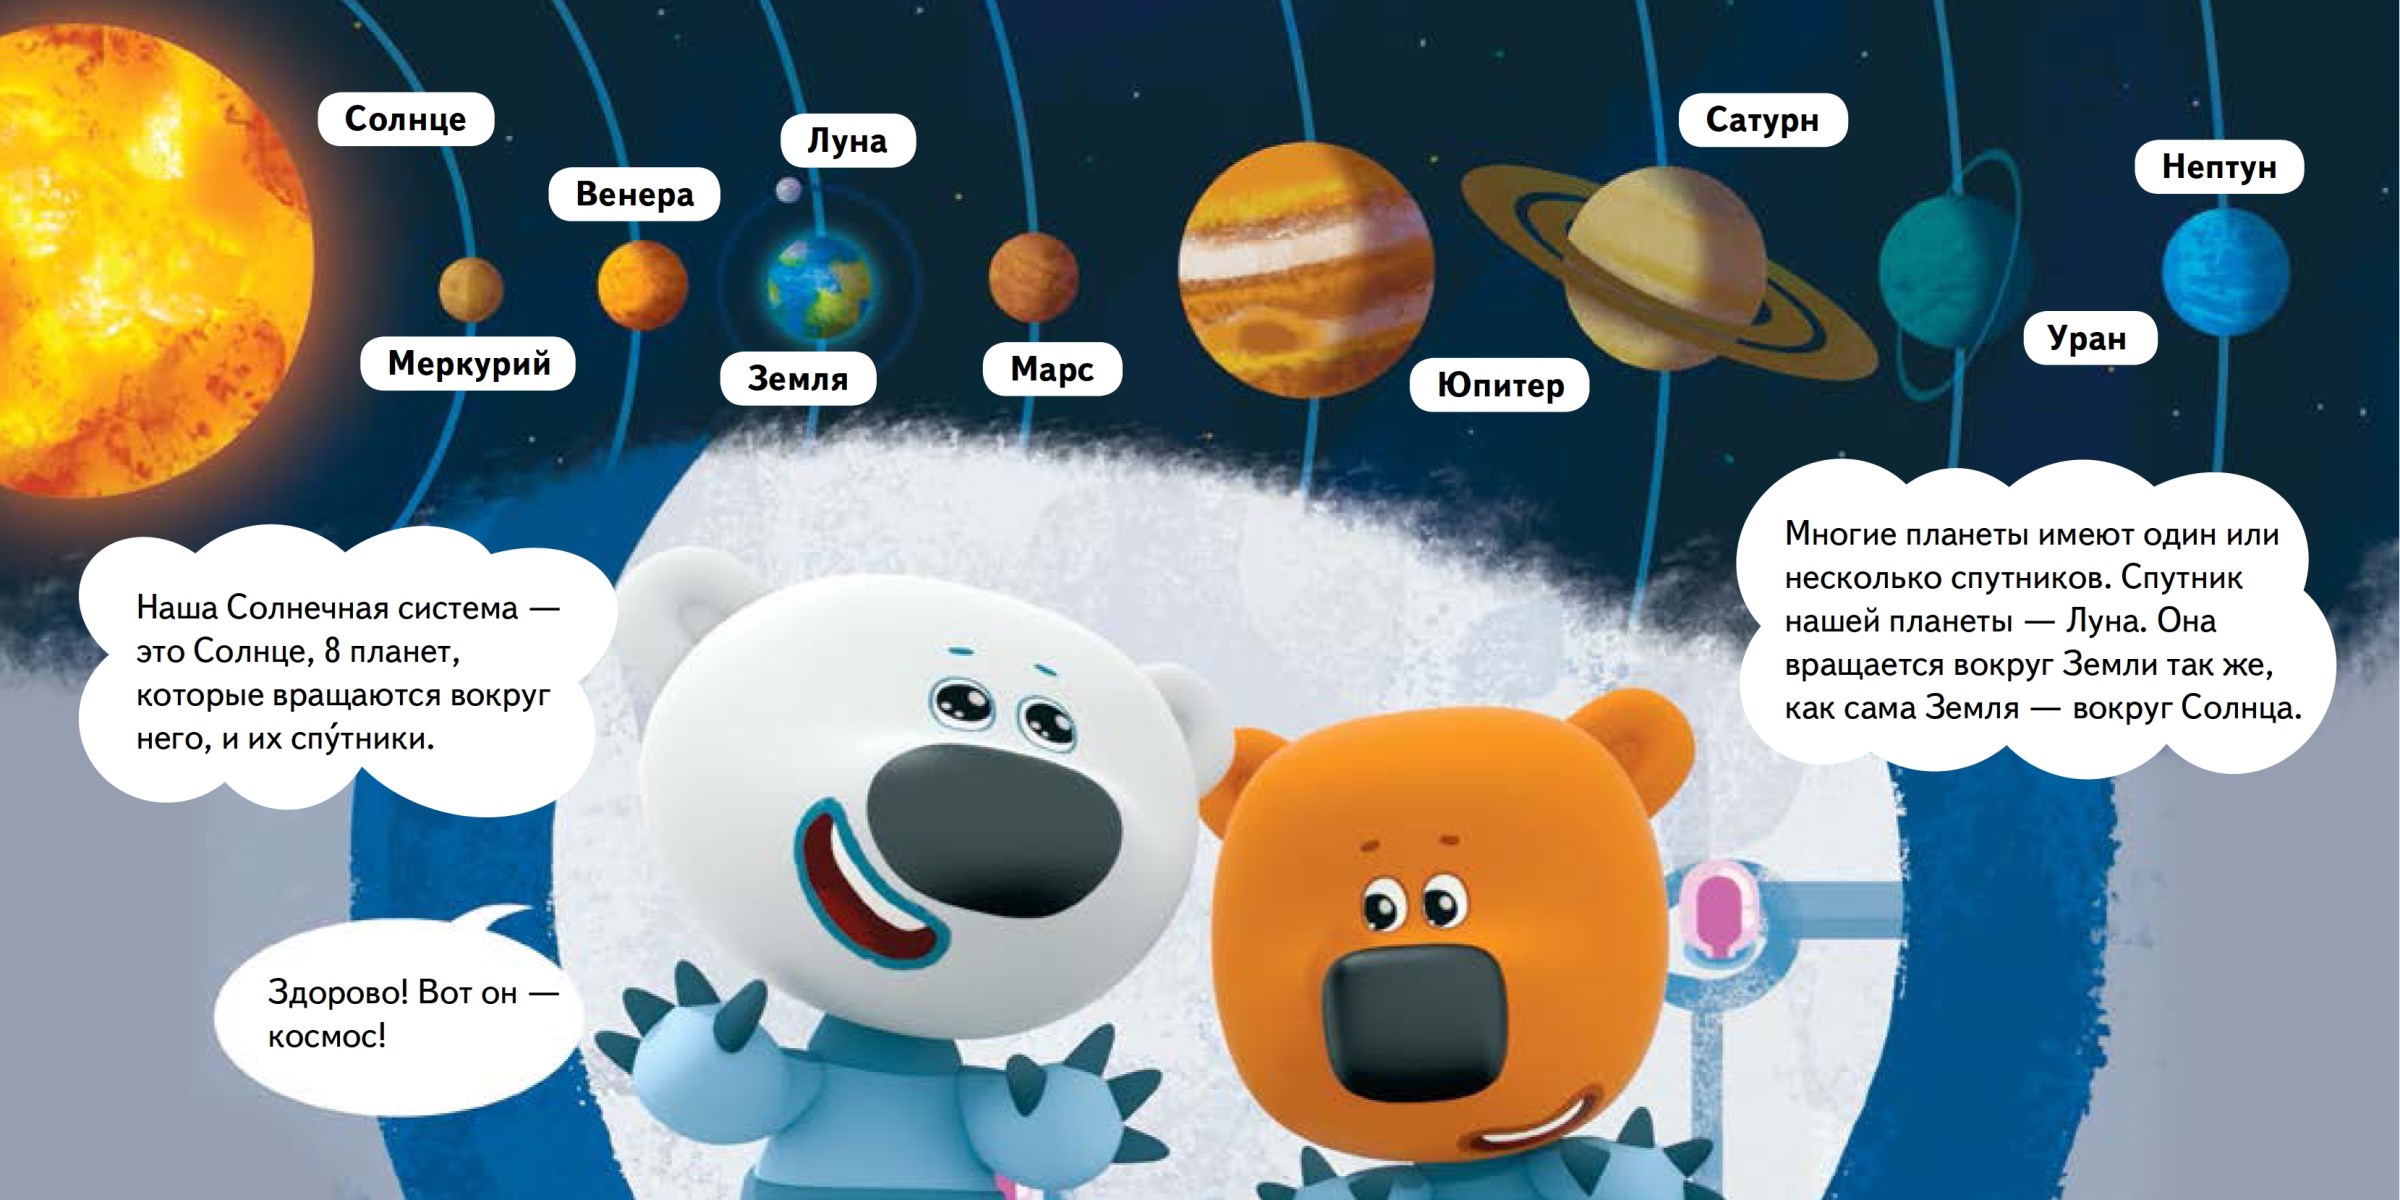 Солнце
Меркурий
Венера
Луна
Земля
Марс
Юпитер
Сатурн
Уран
Нептун
Наша Солнечная система —
это Солнце, 8 планет,
которые вращаются вокруг
него, и их спу́тники.
Многие планеты имеют один или
несколько спутников. Спутник
нашей планеты — Луна. Она
вращается вокруг Земли так же,
как сама Земля — вокруг Солнца.
Здорово! Вот он —
космос!